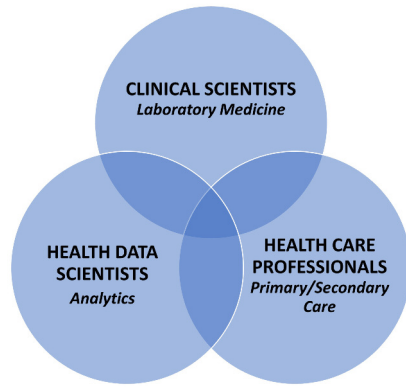 CLINICAL SCIENTISTS
Laboratory Medicine
HEALTH DATA
SCIENTISTS
Analytics
HEALTH CARE
PROFESSIONALS
Primary/Secondary
Care